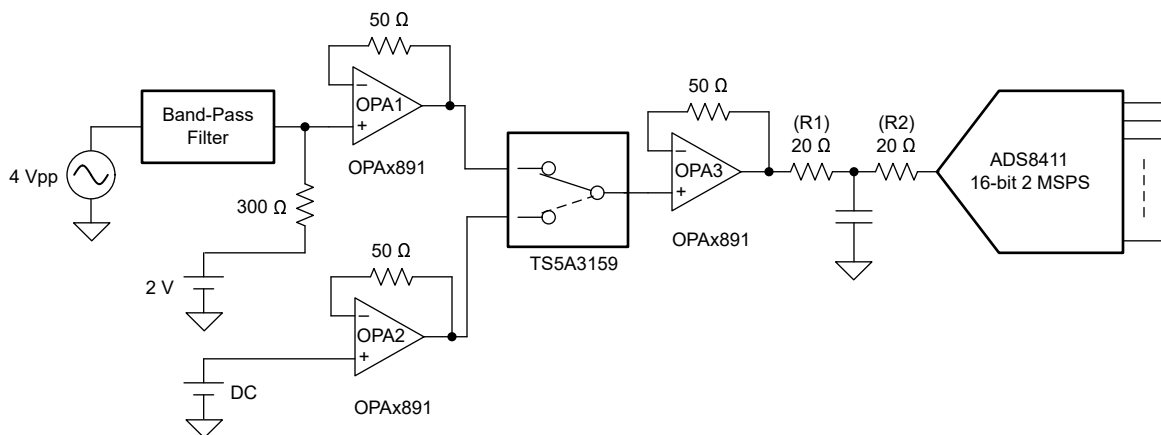 4 Vpp
Band-Pass
Filter
300 Ω
2 V
50 Ω
−
OPA1
+
OPAx891
50 Ω
−
OPA2
+
DC
OPAx891
TS5A3159
50 Ω
−
OPA3
+
OPAx891
(R1)
20 Ω
(R2)
20 Ω
ADS8411
16-bit 2 MSPS